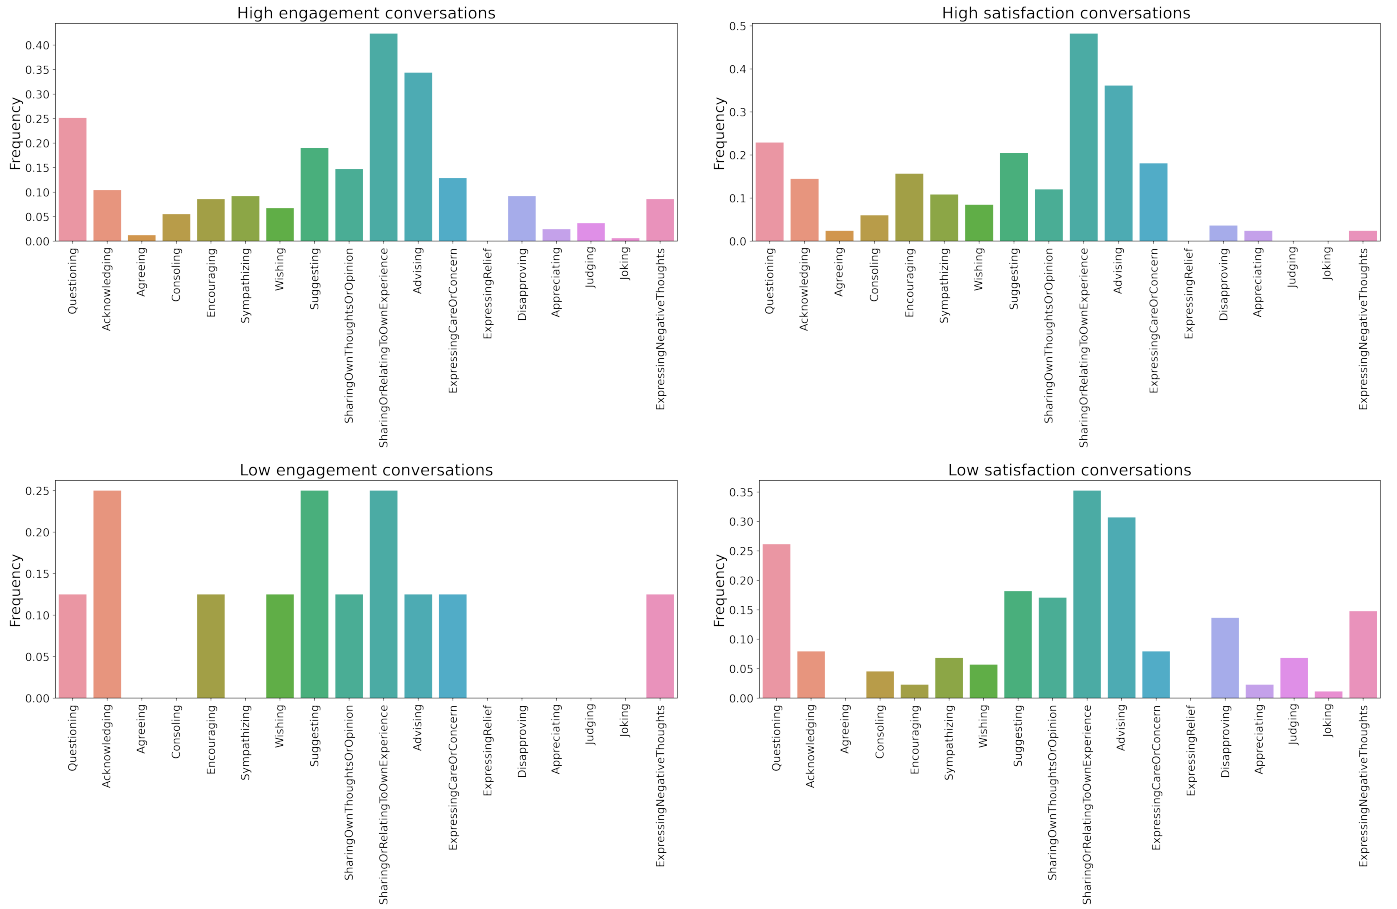 High engagement conversations
Frequency
0.40
0.35
0.30
0.25
0.20
0.15
0.10
0.05
0.00
Questioning
Acknowledging
Agreeing
Consoling
Encouraging
Sympathizing
Wishing
Suggesting
SharingOwnThoughtsOrOpinion
SharingOrRelatingToOwnExperience
Advising
ExpressingCareOrConcern
ExpressingRelief
Disapproving
Appreciating
Judging
Joking
ExpressingNegativeThoughts
High satisfaction conversations
Frequency
0.5
0.4
0.3
0.2
0.1
0.0
Questioning
Acknowledging
Agreeing
Consoling
Encouraging
Sympathizing
Wishing
Suggesting
SharingOwnThoughtsOrOpinion
SharingOrRelatingToOwnExperience
Advising
ExpressingCareOrConcern
ExpressingRelief
Disapproving
Appreciating
Judging
Joking
ExpressingNegativeThoughts
Low engagement conversations
Frequency
0.25
0.20
0.15
0.10
0.05
0.00
Questioning
Acknowledging
Agreeing
Consoling
Encouraging
Sympathizing
Wishing
Suggesting
SharingOwnThoughtsOrOpinion
SharingOrRelatingToOwnExperience
Advising
ExpressingCareOrConcern
ExpressingRelief
Disapproving
Appreciating
Judging
Joking
ExpressingNegativeThoughts
Low satisfaction conversations
Frequency
0.35
0.30
0.25
0.20
0.15
0.10
0.05
0.00
Questioning
Acknowledging
Agreeing
Consoling
Encouraging
Sympathizing
Wishing
Suggesting
SharingOwnThoughtsOrOpinion
SharingOrRelatingToOwnExperience
Advising
ExpressingCareOrConcern
ExpressingRelief
Disapproving
Appreciating
Judging
Joking
ExpressingNegativeThoughts